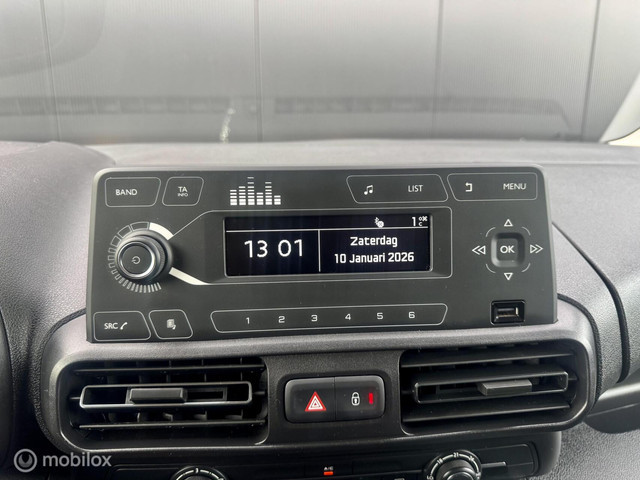 BAND
TA
INFO
LIST
MENU
1 °C
13 01
Zaterdag
10 Januari 2026
OK
SRC
1 2 3 4 5 6
A/C
mobilox